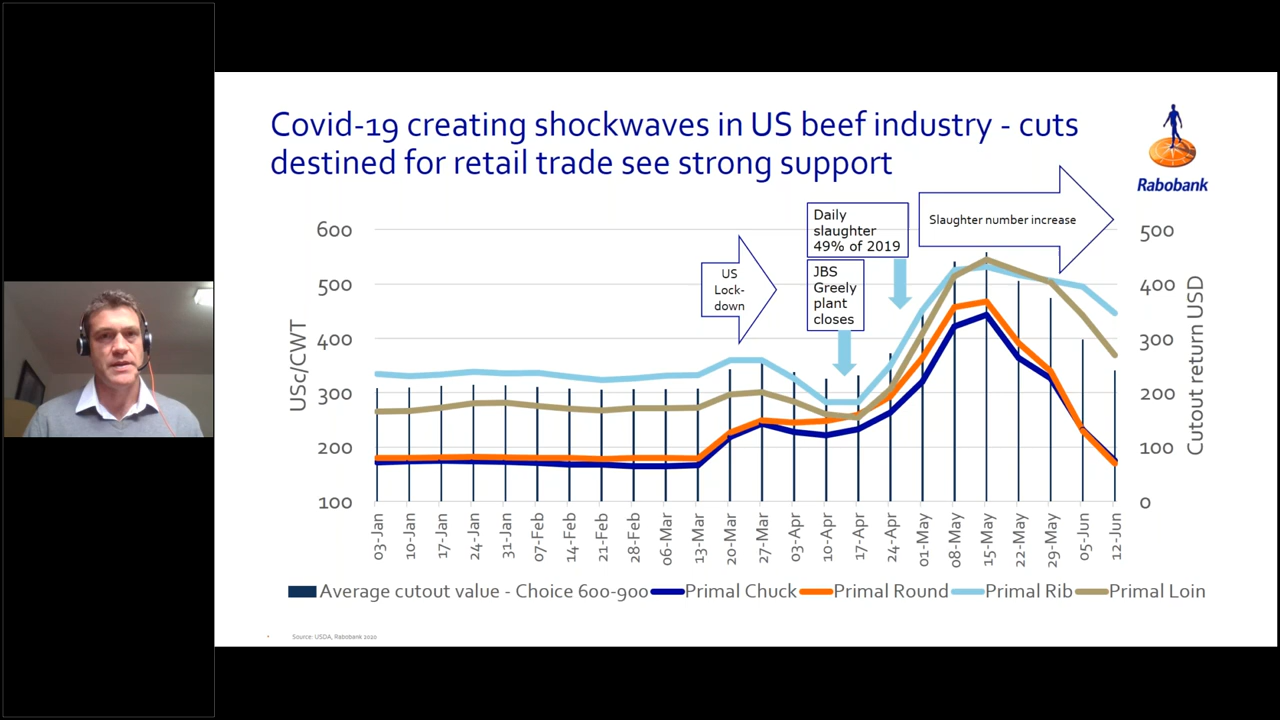 Covid-19 creating shockwaves in US beef industry - cuts
destined for retail trade see strong support
Rabobank
Daily
slaughter
49% of 2019
Slaughter number increase
US
Lock-
down
JBS
Greely
plant
closes
600
500
400
300
200
100
USc/CWT
500
400
300
200
100
0
Cutout return USD
03-Jan
10-Jan
17-Jan
24-Jan
31-Jan
07-Feb
14-Feb
21-Feb
28-Feb
06-Mar
13-Mar
20-Mar
27-Mar
03-Apr
10-Apr
17-Apr
24-Apr
01-May
08-May
15-May
22-May
29-May
05-Jun
12-Jun
Average cutout value - Choice 600-900 Primal Chuck Primal Round Primal Rib Primal Loin
Source: USDA, Rabobank 2020